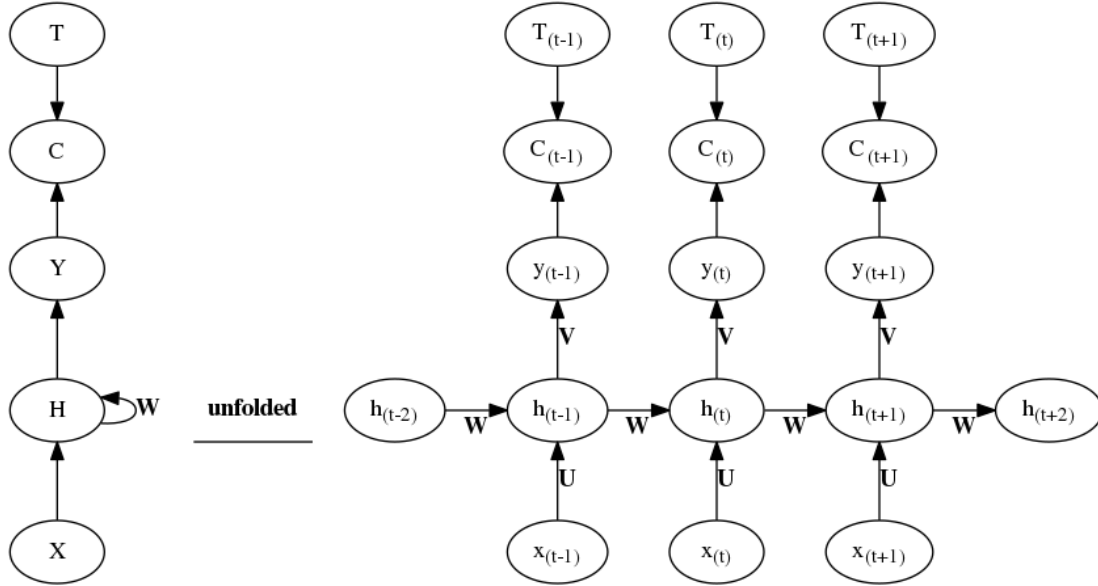 T T(t-1) T(t) T(t+1)
C C(t-1) C(t) C(t+1)
Y y(t-1) y(t) y(t+1)
V V V
H W unfolded h(t-2) h(t-1) h(t) h(t+1) h(t+2)
W W W W
U U U
X x(t-1) x(t) x(t+1)